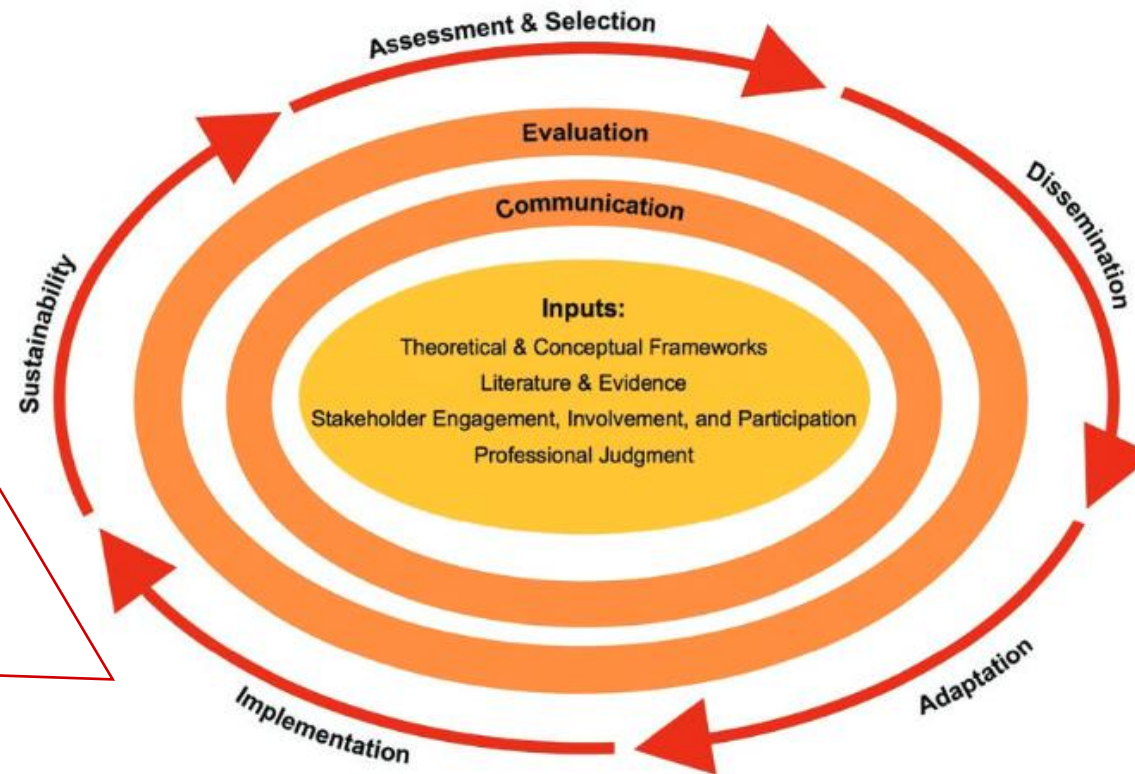 Assessment & Selection
Evaluation
Communication
Dissemination
Sustainability
Inputs:
Theoretical & Conceptual Frameworks
Literature & Evidence
Stakeholder Engagement, Involvement, and Participation
Professional Judgment
Adaptation
Implementation